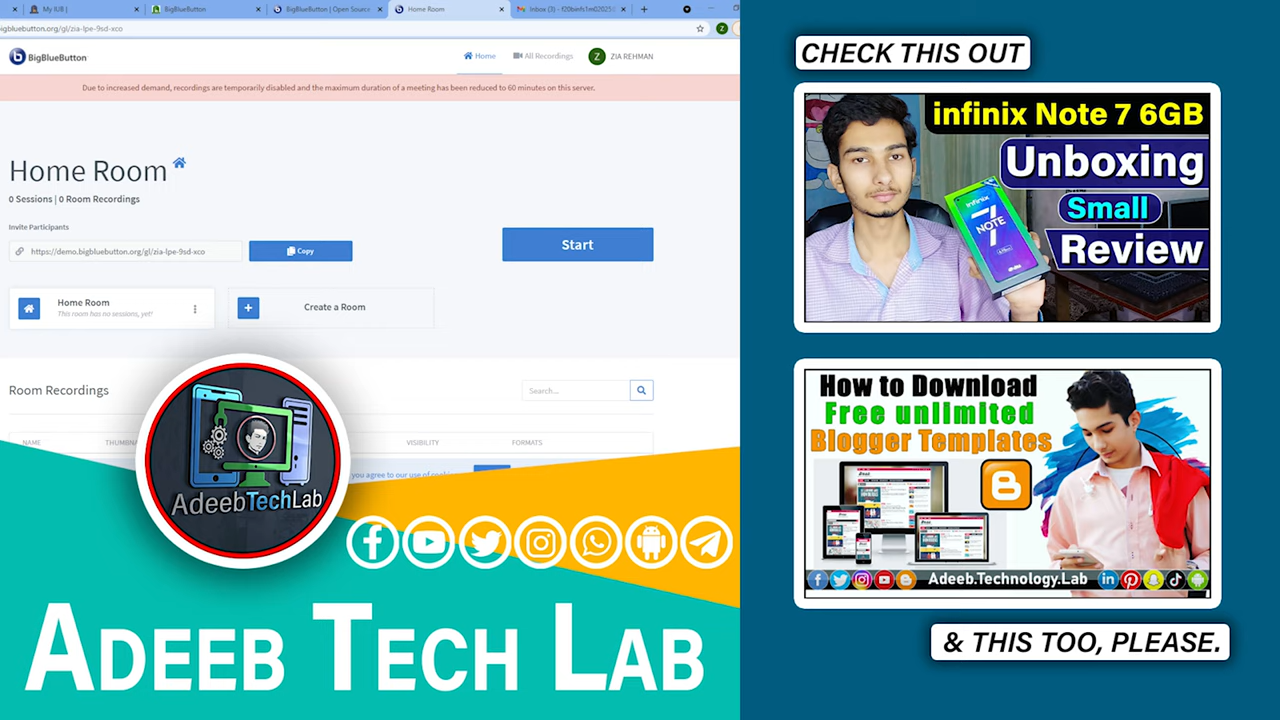 My IUB |
BigBlueButton
BigBlueButton | Open Source
Home Room
Inbox (3) - f20binfc1m02025
bigbluebutton.org/gl/zia-lpe-9sd-xco
BigBlueButton
Home
All Recordings
Z
ZIA REHMAN
Due to increased demand, recordings are temporarily disabled and the maximum duration of a meeting has been reduced to 60 minutes on this server.
Home Room
0 Sessions | 0 Room Recordings
Invite Participants
https://demo.bigbluebutton.org/gl/zia-lpe-9sd-xco
Copy
Start
Home Room
This room has no sessions, yet!
Create a Room
Room Recordings
Search...
NAME
VISIBILITY
FORMATS
you agree to our use of
AdeebTechLab
ADEEB TECH LAB
CHECK THIS OUT
infinix Note 7 6GB
Unboxing
Small
Review
infinix
7
NOTE
How to Download
Free unlimited
Blogger Templates
Adeeb.Technology.Lab
& THIS TOO, PLEASE.